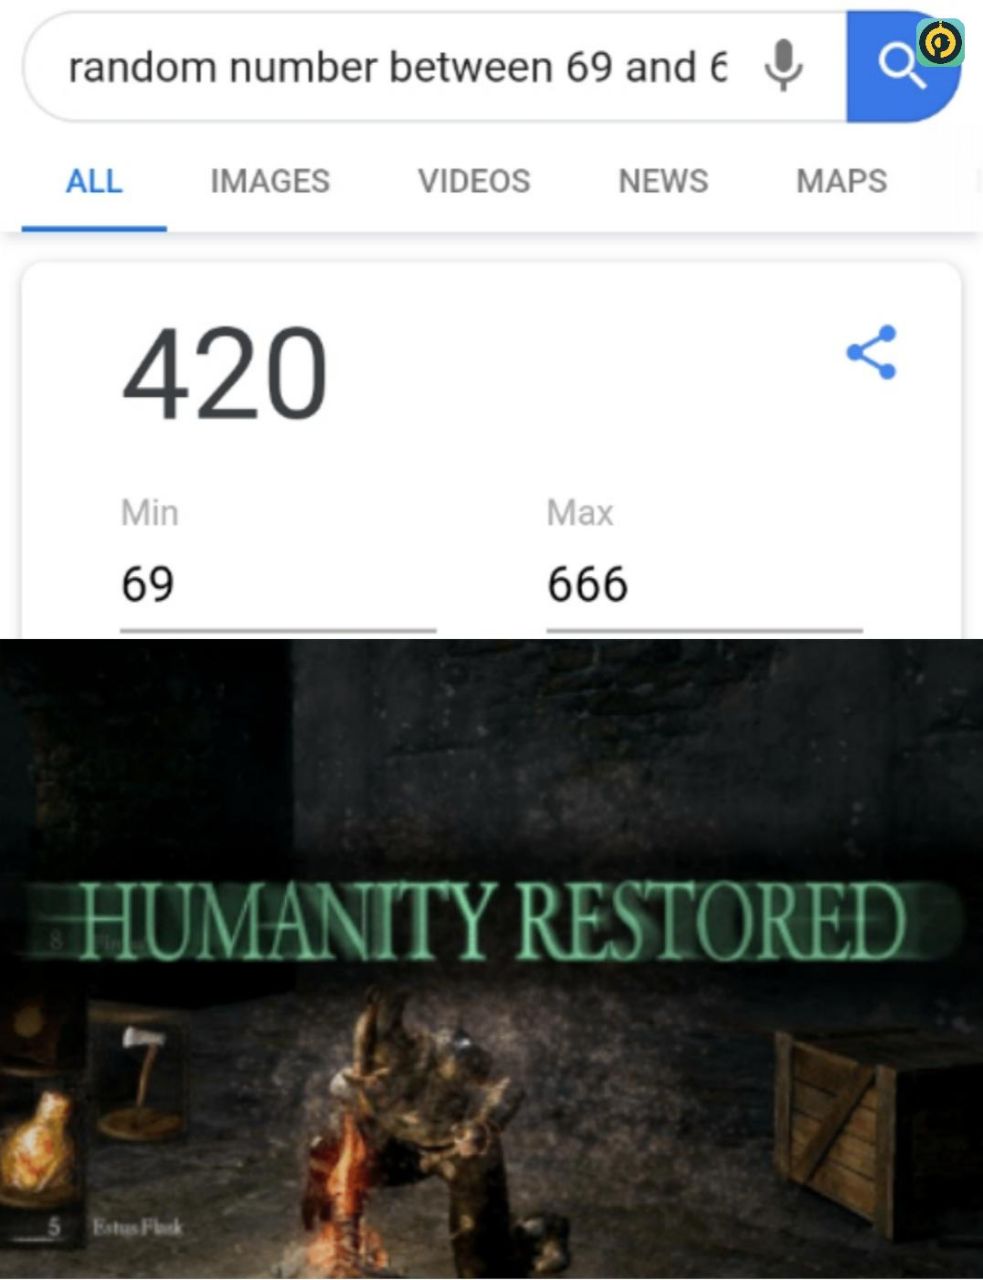 random number between 69 and 6
ALL IMAGES VIDEOS NEWS MAPS
420
Min Max
69 666
HUMANITY RESTORED
8
5 Estus Flask